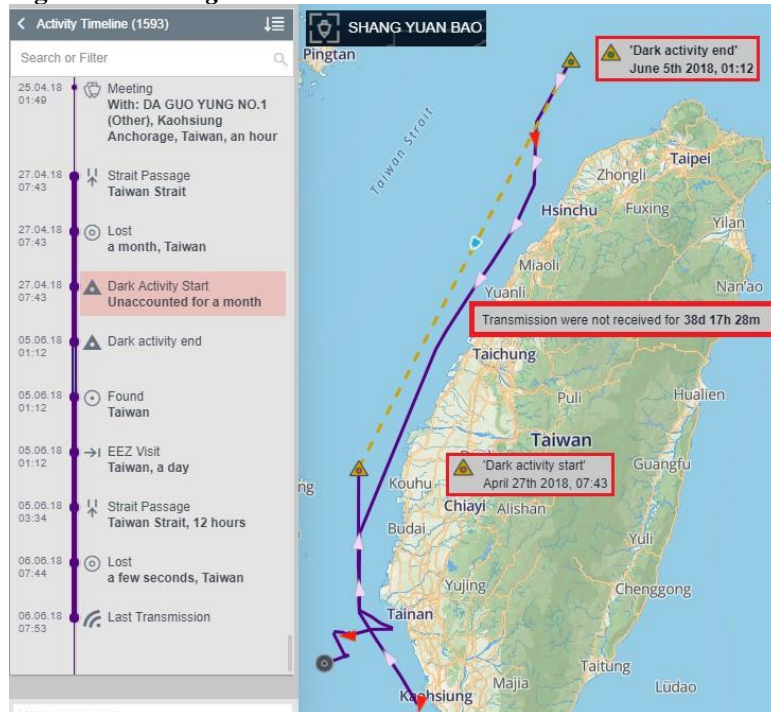 Activity Timeline (1593)
Search or Filter
25.04.18
01:49
Meeting
With: DA GUO YUNG NO.1
(Other), Kaohsiung
Anchorage, Taiwan, an hour
27.04.18
07:43
Strait Passage
Taiwan Strait
27.04.18
07:43
Lost
a month, Taiwan
27.04.18
07:43
Dark Activity Start
Unaccounted for a month
05.06.18
01:12
Dark activity end
05.06.18
01:12
Found
Taiwan
05.06.18
01:12
EEZ Visit
Taiwan, a day
05.06.18
03:34
Strait Passage
Taiwan Strait, 12 hours
06.06.18
07:44
Lost
a few seconds, Taiwan
06.06.18
07:53
Last Transmission
SHANG YUAN BAO
Pingtan
'Dark activity end'
June 5th 2018, 01:12
Taiwan Strait
Taipei
Zhongli
Hsinchu
Fuxing
Yilan
Miaoli
Nan'ao
Yuanli
Transmission were not received for 38d 17h 28m
Taichung
Puli
Hualien
Taiwan
'Dark activity start'
April 27th 2018, 07:43
Guangfu
ng
Kouhu
Chiayi
Alishan
Budai
Yuli
Yujing
Chenggong
Tainan
Taitung
Kaohsiung
Majia
Lüdao